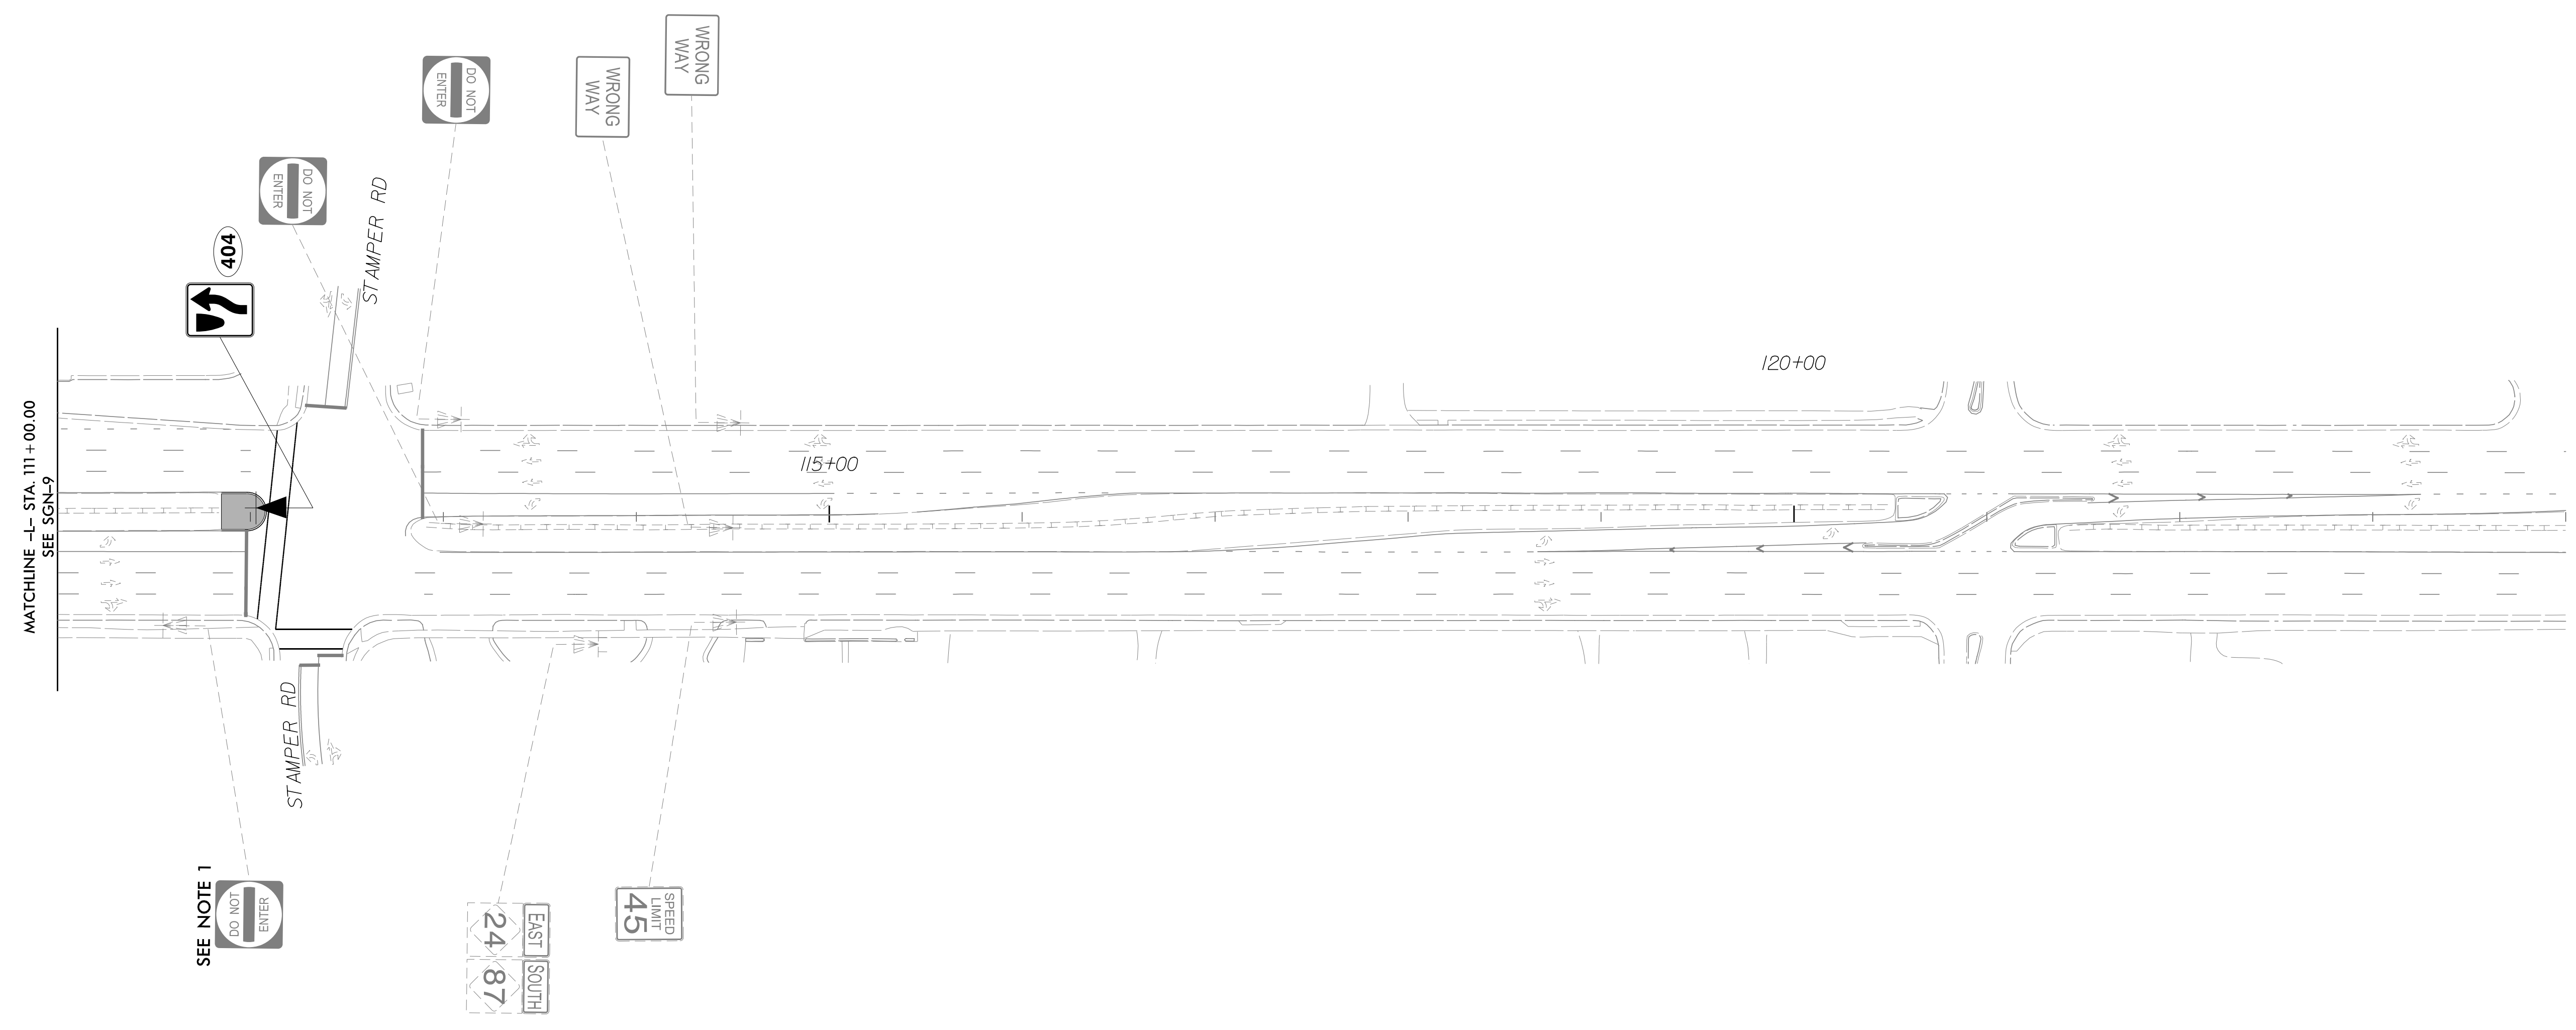 WRONG
WAY
WRONG
WAY
DO NOT
ENTER
DO NOT
ENTER
STAMPER RD
404
MATCHLINE -L- STA. 111+00.00
SEE SGN-9
120+00
115+00
STAMPER RD
SEE NOTE 1
DO NOT
ENTER
EAST
24
SOUTH
87
SPEED
LIMIT
45